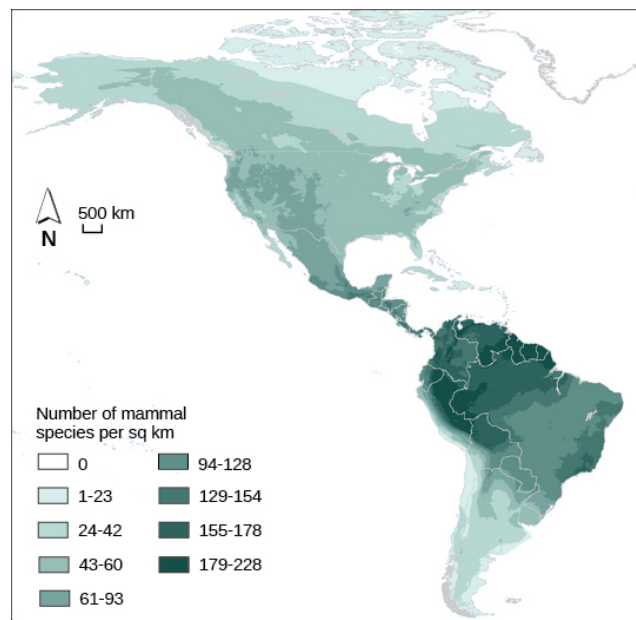 500 km
N
Number of mammal
species per sq km
0
1-23
24-42
43-60
61-93
94-128
129-154
155-178
179-228